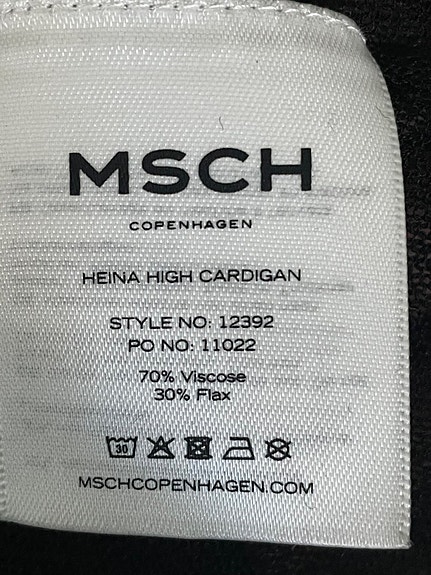 MSCH
COPENHAGEN
HEINA HIGH CARDIGAN
STYLE NO: 12392
PO NO: 11022
70% Viscose
30% Flax
30
MSCHCOPENHAGEN.COM